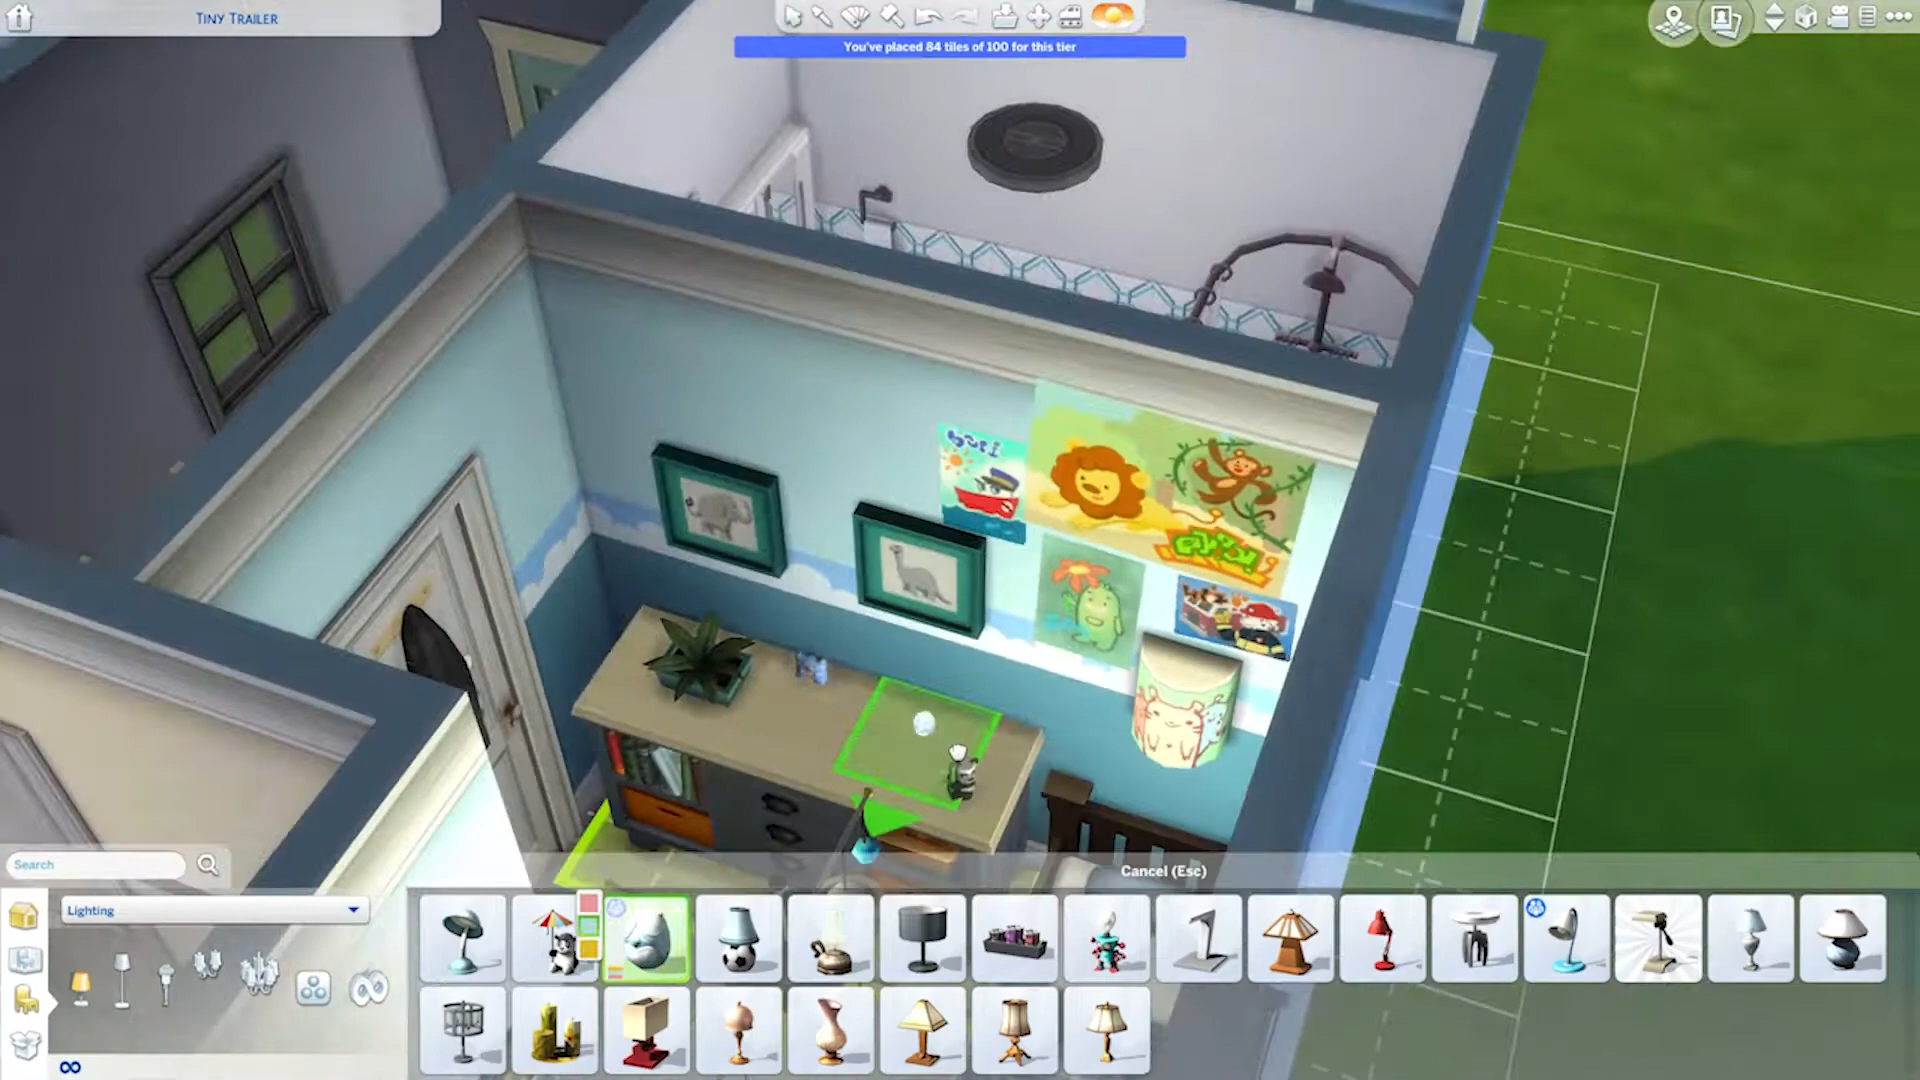 TINY TRAILER
You've placed 84 tiles of 100 for this tier
Cancel (Esc)
Search
Lighting